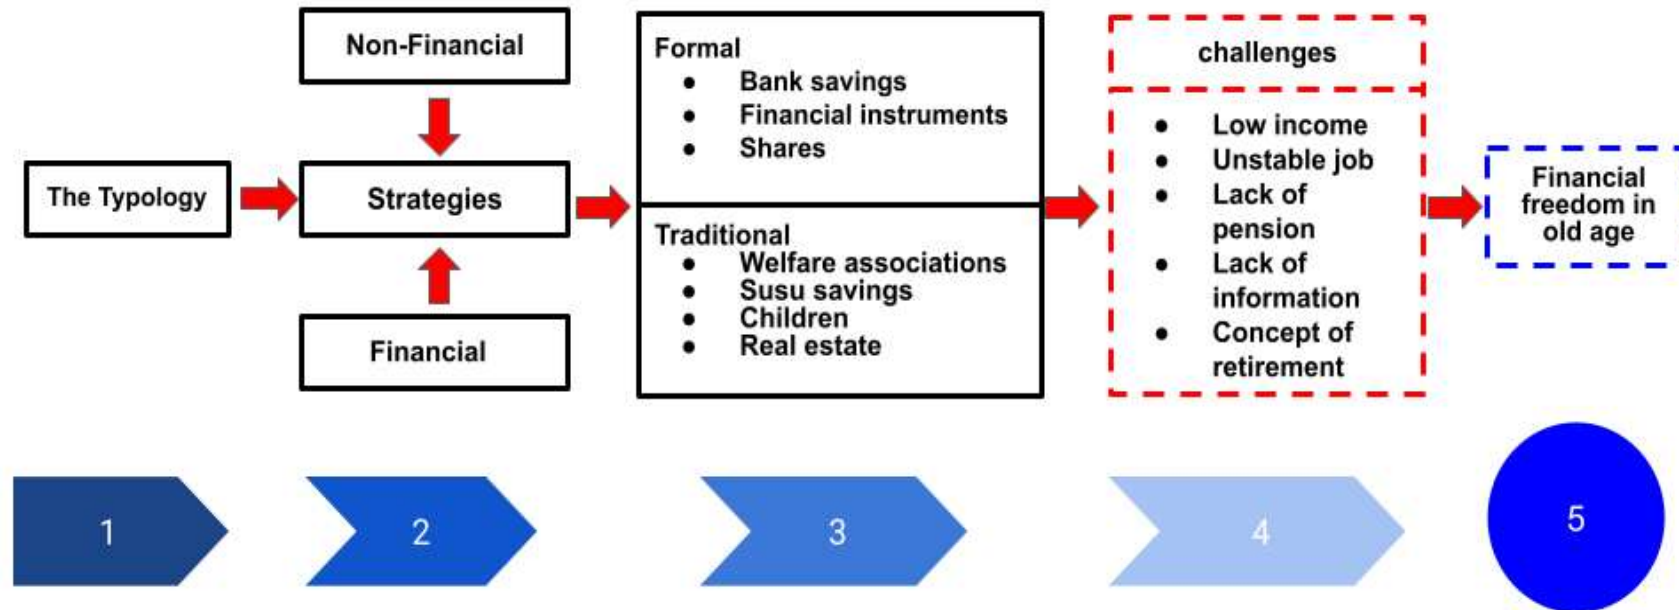 Non-Financial
The Typology
Strategies
Financial
Formal
● Bank savings
● Financial instruments
● Shares
Traditional
● Welfare associations
● Susu savings
● Children
● Real estate
challenges
● Low income
● Unstable job
● Lack of
pension
● Lack of
information
● Concept of
retirement
Financial
freedom in
old age
1
2
3
4
5